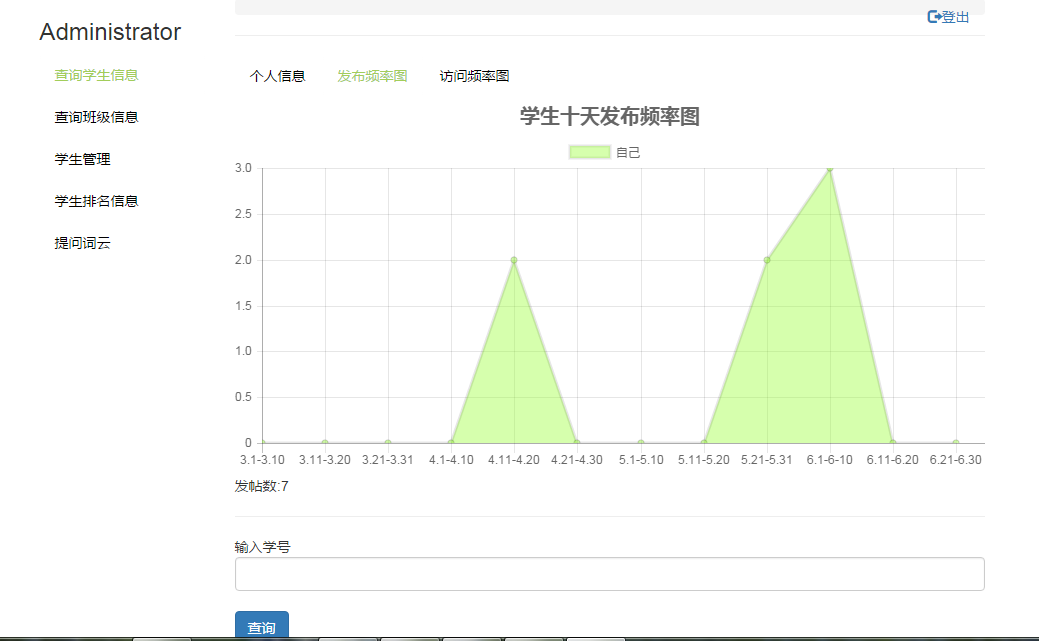 Administrator
登出
查询学生信息
查询班级信息
学生管理
学生排名信息
提问词云
个人信息 发布频率图 访问频率图
学生十天发布频率图
自己
3.0
2.5
2.0
1.5
1.0
0.5
0
3.1-3.10 3.11-3.20 3.21-3.31 4.1-4.10 4.11-4.20 4.21-4.30 5.1-5.10 5.11-5.20 5.21-5.31 6.1-6-10 6.11-6.20 6.21-6.30
发帖数:7
输入学号
查询